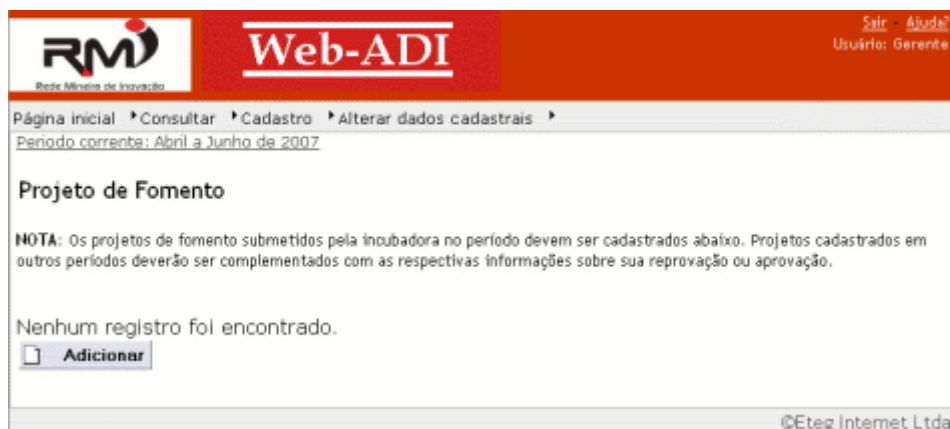 RMI
Rede Mineira de Inovação
Web-ADI
Sair - Ajuda?
Usuário: Gerente
Página inicial Consultar Cadastro Alterar dados cadastrais
Período corrente: Abril a Junho de 2007
Projeto de Fomento
NOTA: Os projetos de fomento submetidos pela incubadora no período devem ser cadastrados abaixo. Projetos cadastrados em
outros períodos deverão ser complementados com as respectivas informações sobre sua reprovação ou aprovação.
Nenhum registro foi encontrado.
Adicionar
©Eteg Internet Ltda